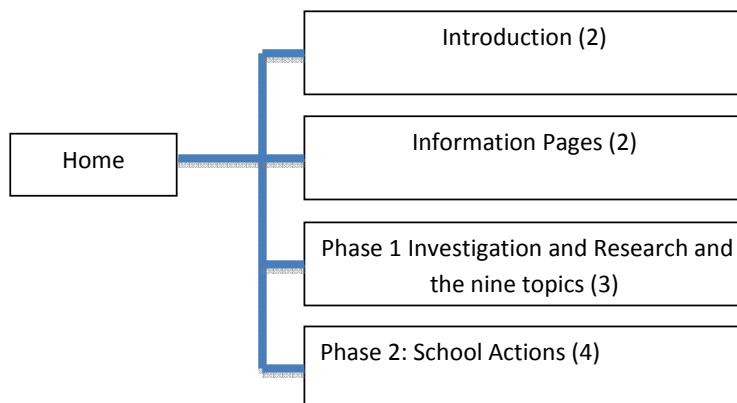 Introduction (2)
Information Pages (2)
Home
Phase 1 Investigation and Research and
the nine topics (3)
Phase 2: School Actions (4)